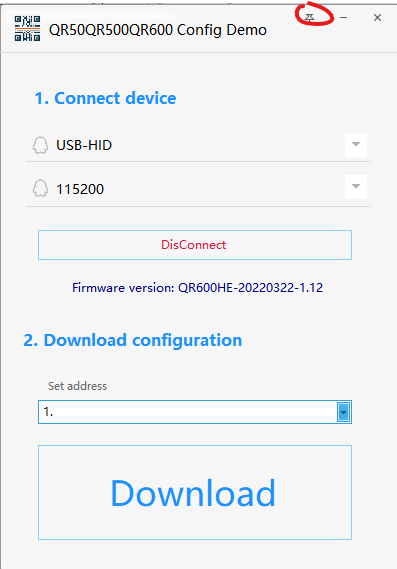 QR50QR500QR600 Config Demo
1. Connect device
USB-HID
115200
DisConnect
Firmware version: QR600HE-20220322-1.12
2. Download configuration
Set address
1.
Download